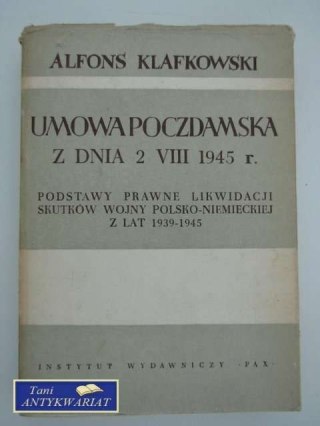 ALFONS KLAFKOWSKI
UMOWA POCZDAMSKA
Z DNIA 2 VIII 1945 r.
PODSTAWY PRAWNE LIKWIDACJI
SKUTKÓW WOJNY POLSKO-NIEMIECKIEJ
Z LAT 1939-1945
INSTYTUT WYDAWNICZY ·PAX·
Tani
ANTYKWARIAT